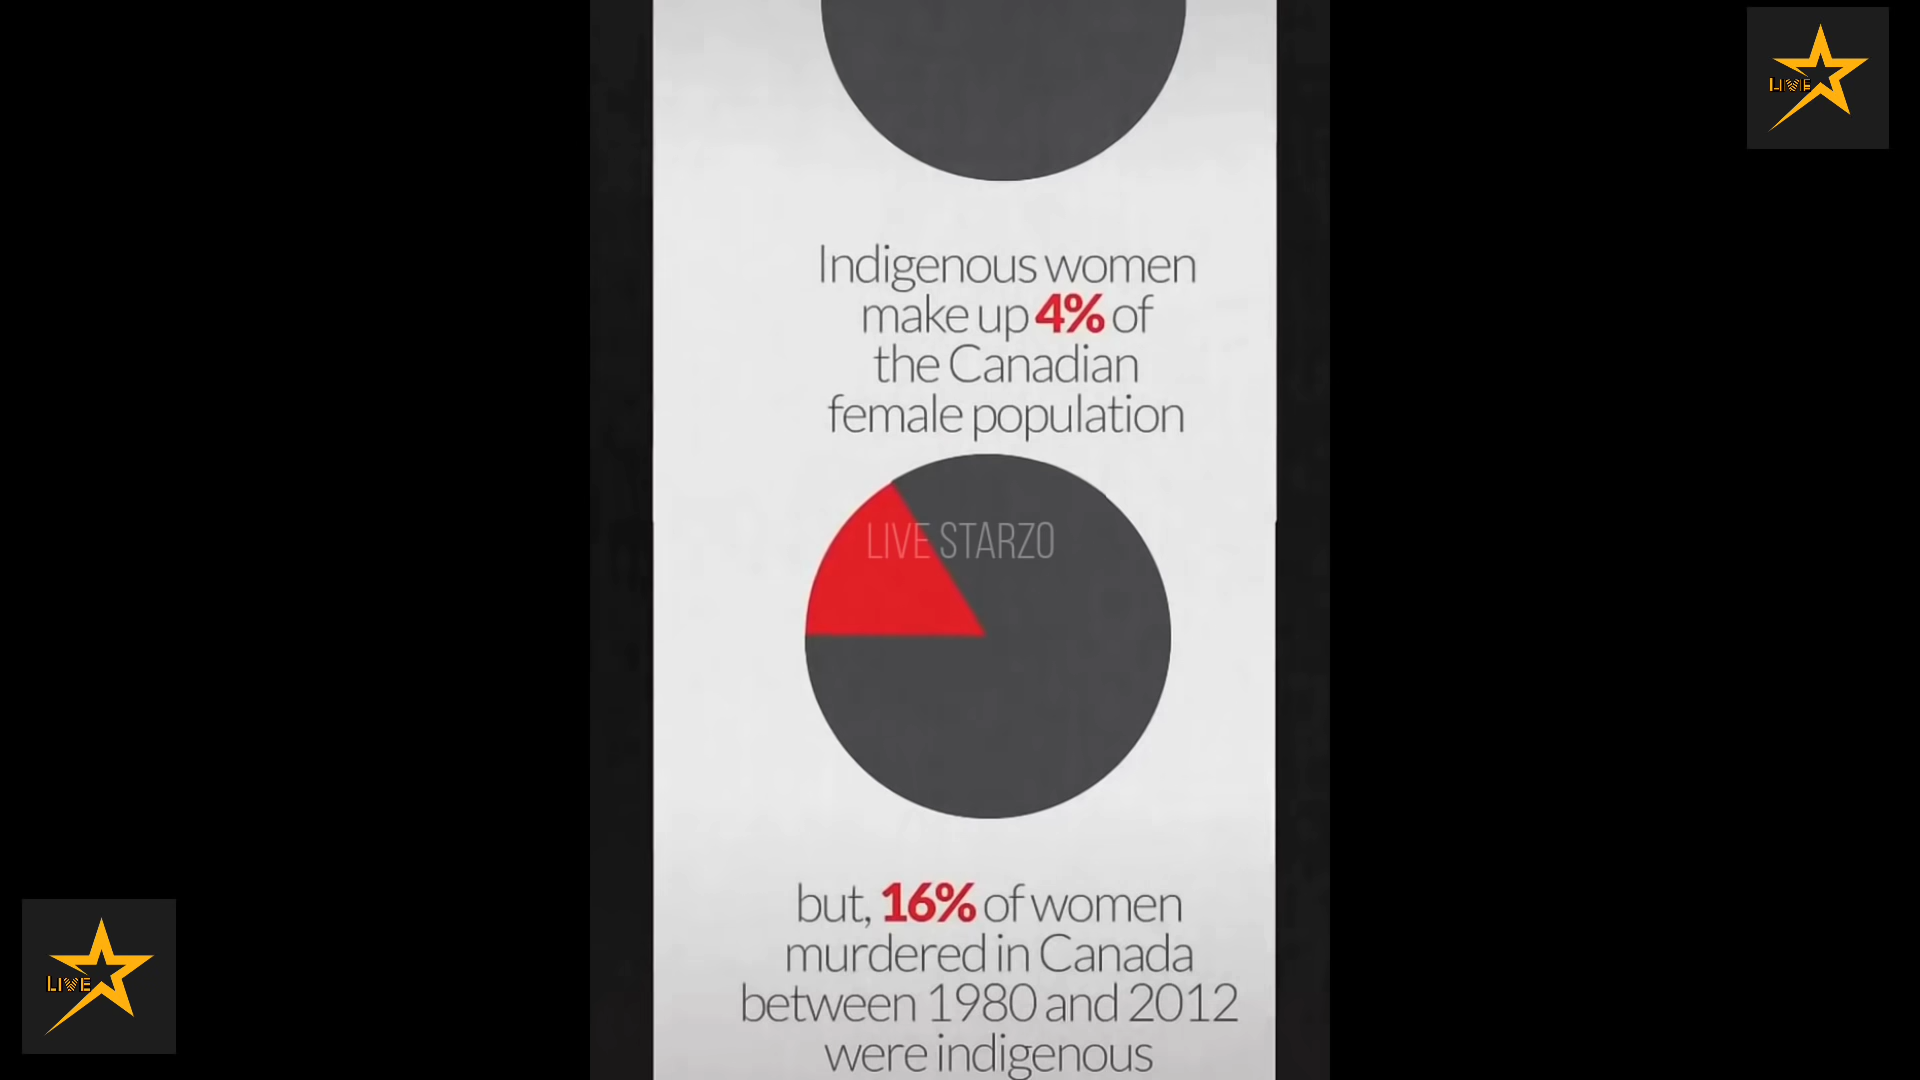 LIVE
Indigenous women
make up 4% of
the Canadian
female population
LIVE STARZO
but, 16% of women
murdered in Canada
between 1980 and 2012
were indigenous
LIVE